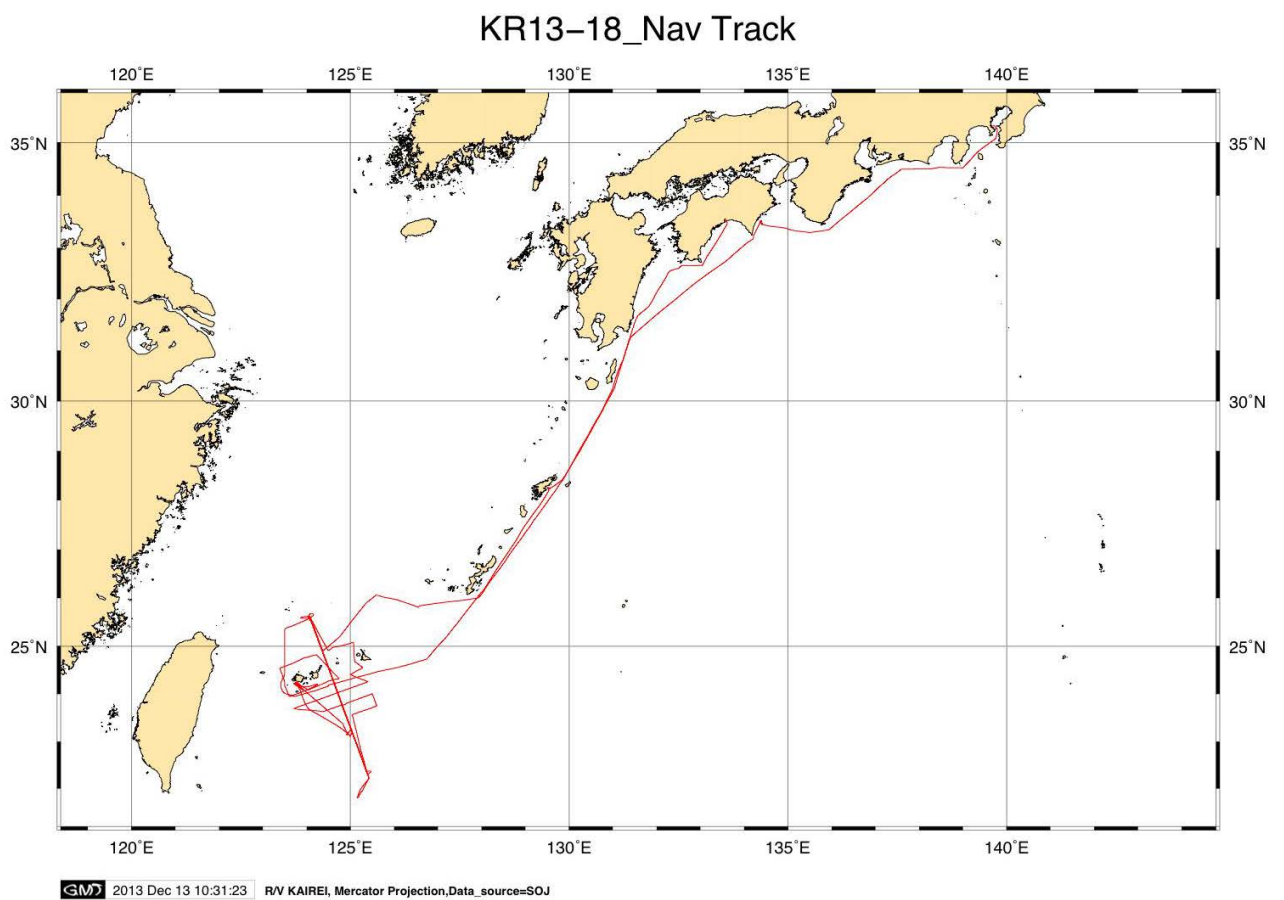 KR13−18_Nav Track
120˚E 125˚E 130˚E 135˚E 140˚E
35˚N 35˚N
30˚N 30˚N
25˚N 25˚N
120˚E 125˚E 130˚E 135˚E 140˚E
GMT 2013 Dec 13 10:31:23 R/V KAIREI, Mercator Projection,Data_source=SOJ